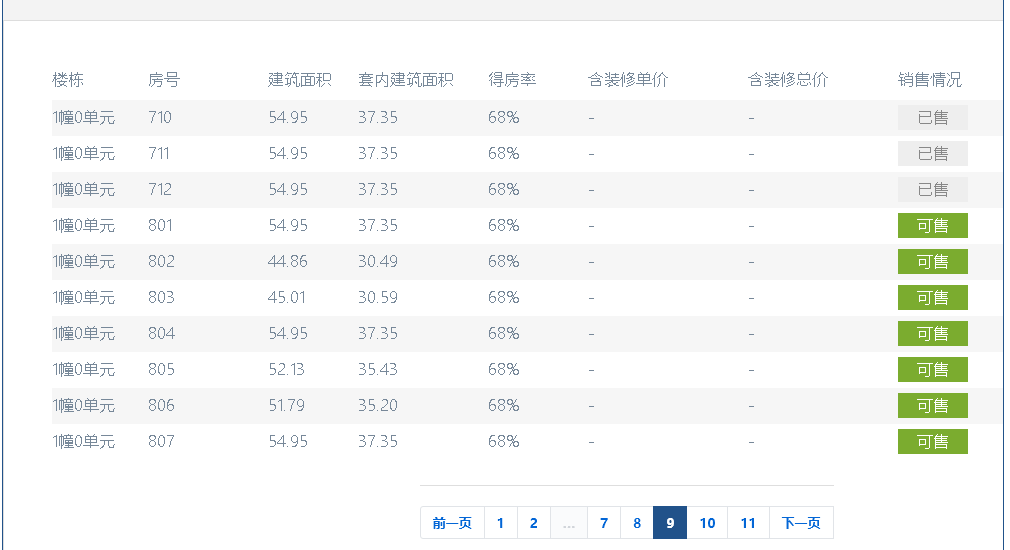 楼栋 房号 建筑面积 套内建筑面积 得房率 含装修单价 含装修总价 销售情况
1幢0单元 710 54.95 37.35 68% - - 已售
1幢0单元 711 54.95 37.35 68% - - 已售
1幢0单元 712 54.95 37.35 68% - - 已售
1幢0单元 801 54.95 37.35 68% - - 可售
1幢0单元 802 44.86 30.49 68% - - 可售
1幢0单元 803 45.01 30.59 68% - - 可售
1幢0单元 804 54.95 37.35 68% - - 可售
1幢0单元 805 52.13 35.43 68% - - 可售
1幢0单元 806 51.79 35.20 68% - - 可售
1幢0单元 807 54.95 37.35 68% - - 可售
前一页 1 2 ... 7 8 9 10 11 下一页